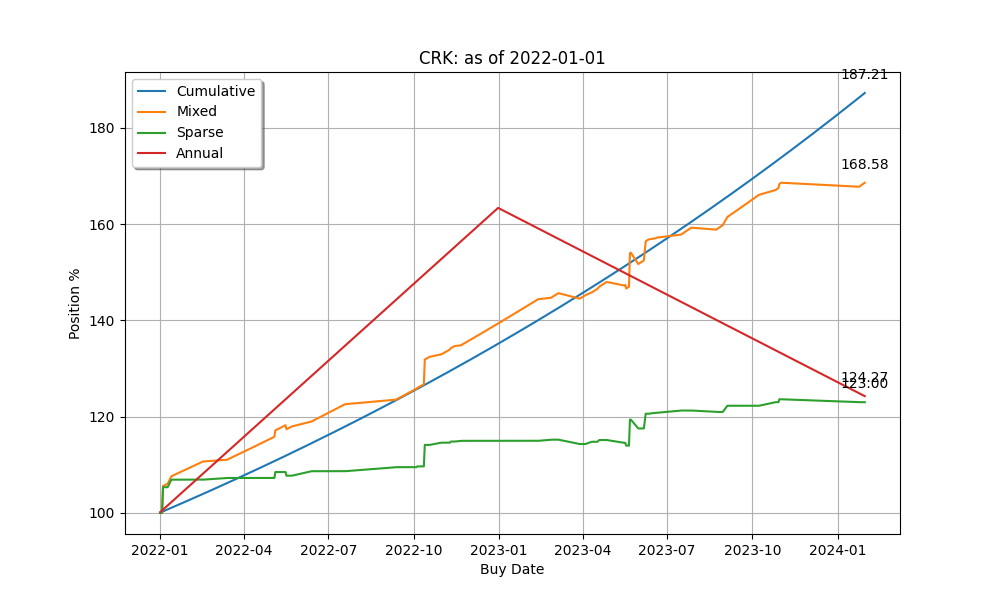 CRK: as of 2022-01-01
187.21
Cumulative
Mixed
Sparse
Annual
168.58
124.27
123.00
180
160
140
120
100
Position %
2022-01 2022-04 2022-07 2022-10 2023-01 2023-04 2023-07 2023-10 2024-01
Buy Date